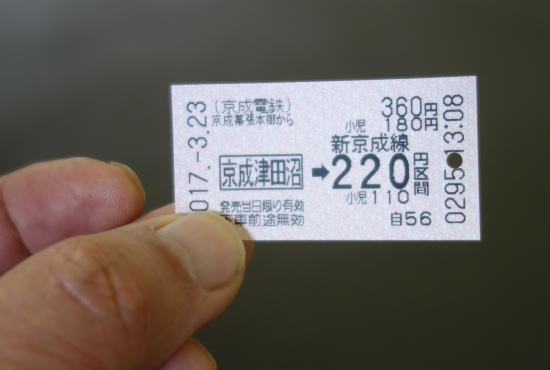 (京成電鉄)
京成幕張本郷から
360円
小児 180円
新京成線
京成津田沼➡220円区間
小児110
発売当日限り有効
車前途無効
自56
017.-3.23
0295 13:08